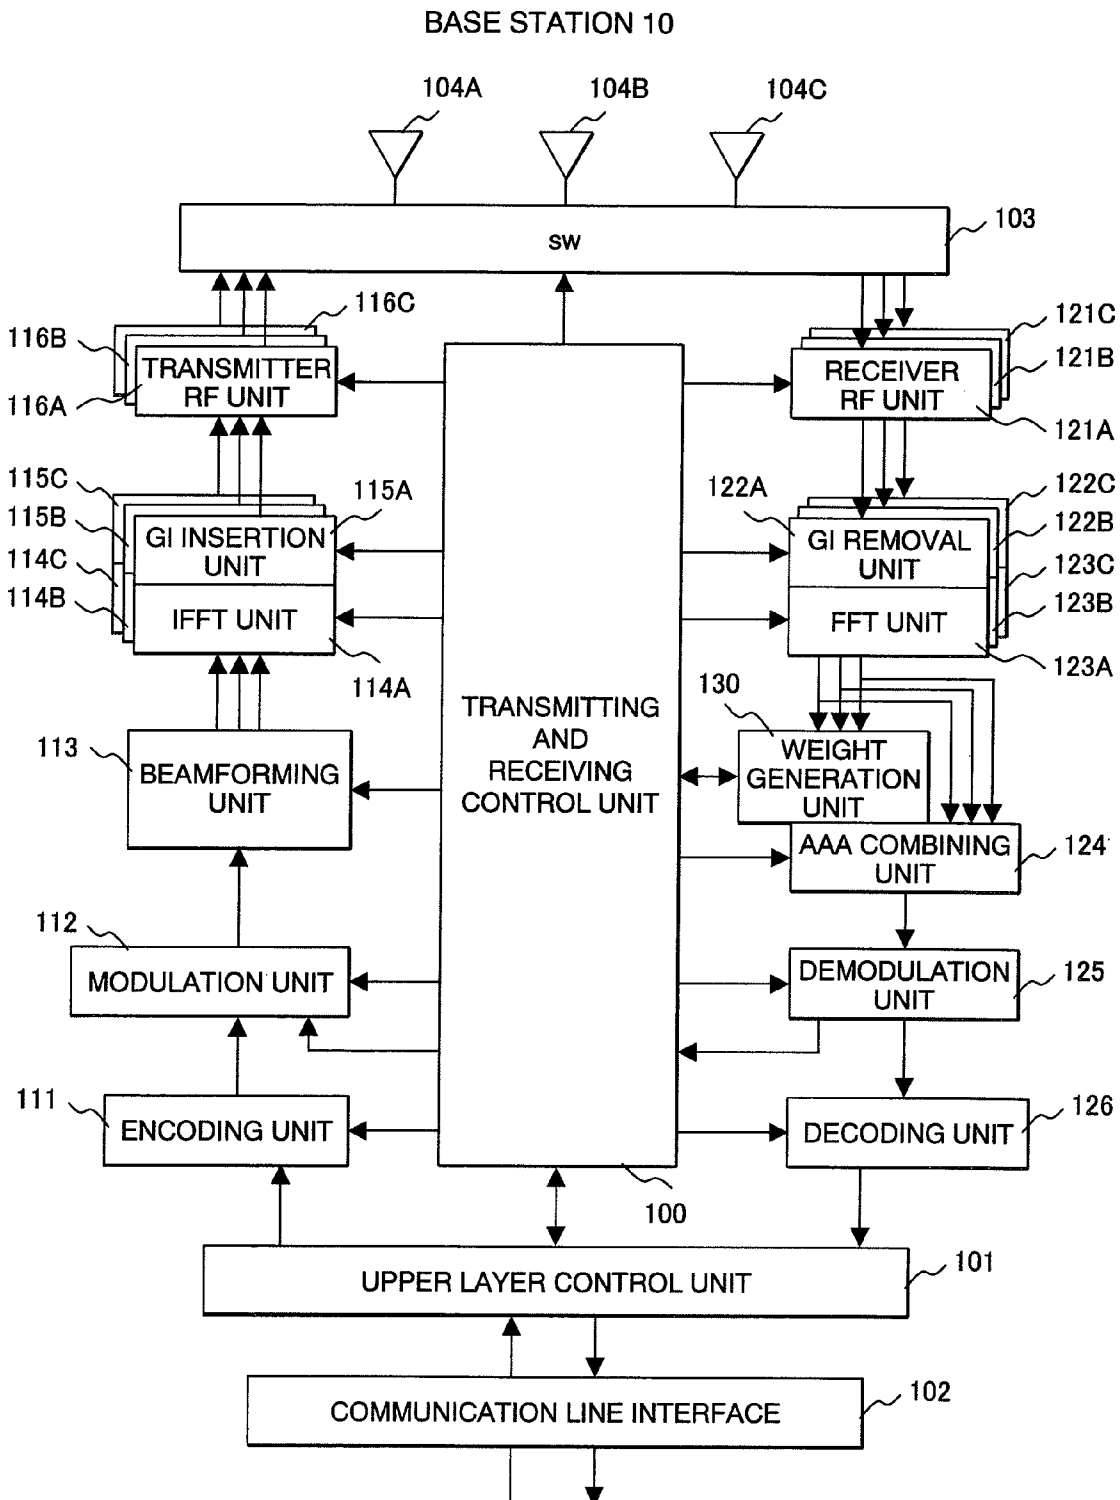 BASE STATION 10
104A
104B
104C
SW
103
116C
116B
TRANSMITTER
RF UNIT
116A
121C
121B
RECEIVER
RF UNIT
121A
115C
115A
115B
GI INSERTION
UNIT
114C
114B
IFFT UNIT
114A
122A
122C
GI REMOVAL
UNIT
122B
123C
123B
FFT UNIT
123A
TRANSMITTING
AND
RECEIVING
CONTROL UNIT
130
WEIGHT
GENERATION
UNIT
113
BEAMFORMING
UNIT
AAA COMBINING
UNIT
124
112
MODULATION UNIT
DEMODULATION
UNIT
125
111
ENCODING UNIT
DECODING UNIT
126
100
UPPER LAYER CONTROL UNIT
101
COMMUNICATION LINE INTERFACE
102